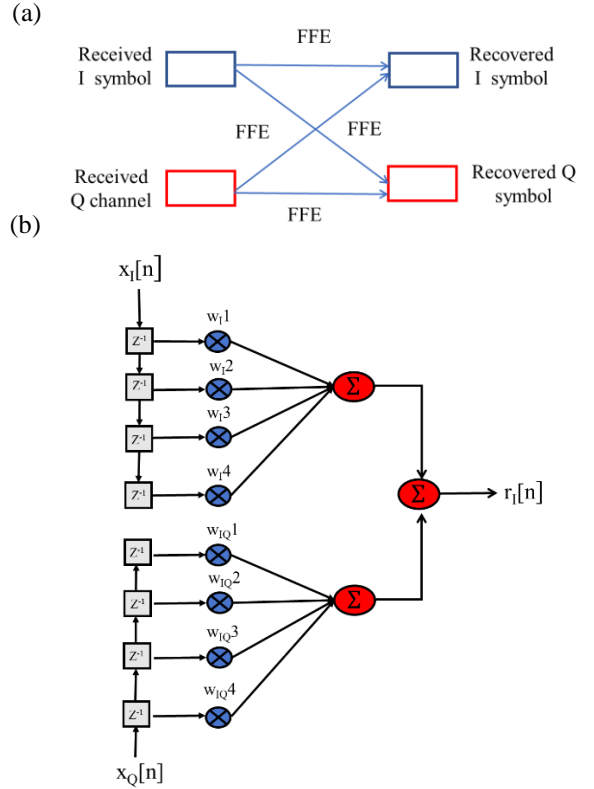 (a)
FFE
Received
I symbol
Recovered
I symbol
FFE
FFE
Received
Q channel
Recovered Q
symbol
FFE
(b)
x_I[n]
w_I1
Z⁻¹
w_I2
Z⁻¹
Σ
w_I3
Z⁻¹
w_I4
Z⁻¹
Σ
r_I[n]
w_IQ1
Z⁻¹
w_IQ2
Z⁻¹
Σ
w_IQ3
Z⁻¹
w_IQ4
Z⁻¹
x_Q[n]